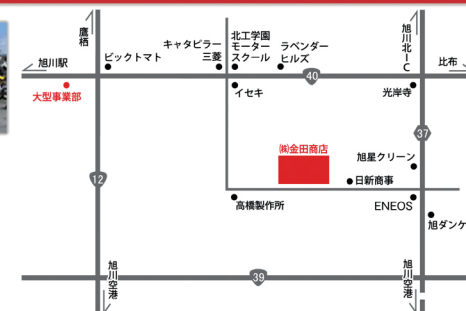 鷹栖
旭川北IC
北工学園
モーター
スクール
キャタピラー
三菱
ラベンダー
ヒルズ
旭川駅
ビックトマト
比布
40
大型事業部
イセキ
光岸寺
37
㈱金田商店
旭星クリーン
12
日新商事
高橋製作所
ENEOS
旭ダンケ
旭川空港
39
旭川空港